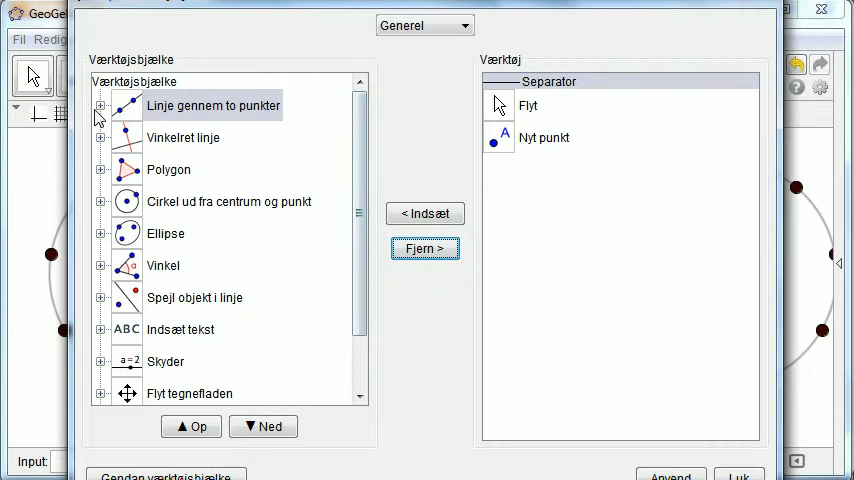 GeoGe
Fil Redig
Generel
Værktøjsbjælke
Værktøj
Værktøjsbjælke
Separator
Linje gennem to punkter
Flyt
Vinkelret linje
A
Nyt punkt
Polygon
Cirkel ud fra centrum og punkt
< Indsæt
Ellipse
Fjern >
Vinkel
α
Spejl objekt i linje
ABC
Indsæt tekst
a=2
Skyder
Flyt tegnefladen
Op
Ned
Input:
Gendan værktøjsbjælke
Anvend
Luk